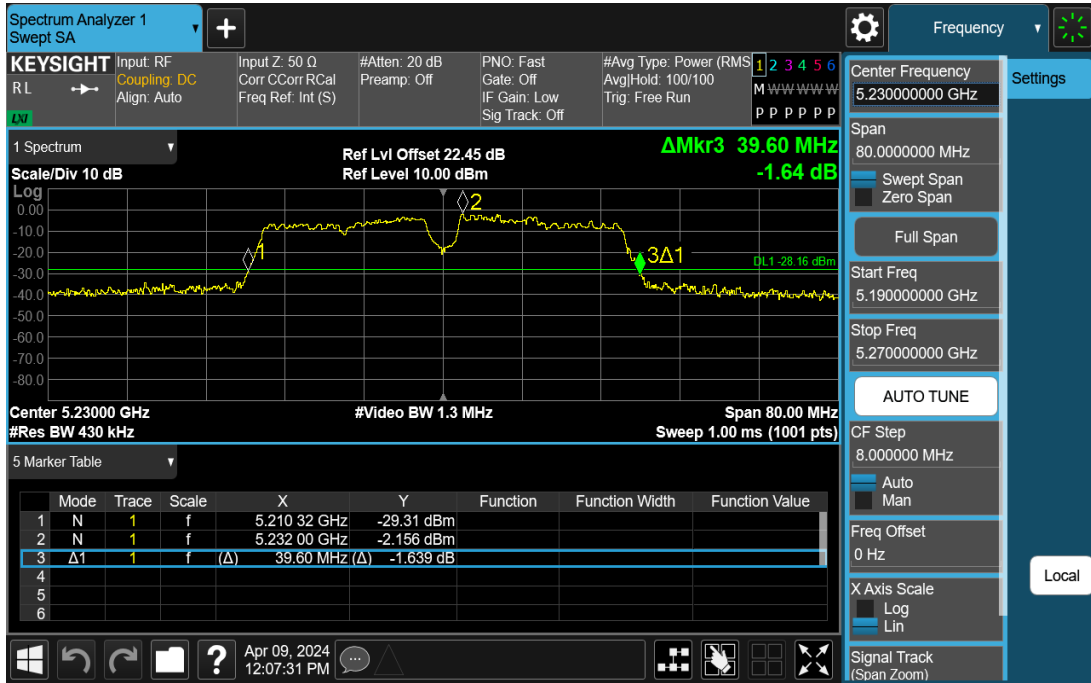 Spectrum Analyzer 1
Swept SA
+
Frequency
KEYSIGHT
RL
LXI
Input: RF
Coupling: DC
Align: Auto
Input Z: 50 Ω
Corr CCorr RCal
Freq Ref: Int (S)
#Atten: 20 dB
Preamp: Off
PNO: Fast
Gate: Off
IF Gain: Low
Sig Track: Off
#Avg Type: Power (RMS
Avg|Hold: 100/100
Trig: Free Run
1 2 3 4 5 6
M W W W W W
P P P P P P
1 Spectrum
Scale/Div 10 dB
Log
Ref Lvl Offset 22.45 dB
Ref Level 10.00 dBm
ΔMkr3 39.60 MHz
-1.64 dB
0.00
-10.0
-20.0
-30.0
-40.0
-50.0
-60.0
-70.0
-80.0
1
2
3Δ1
DL1 -28.16 dBm
Center 5.23000 GHz
#Res BW 430 kHz
#Video BW 1.3 MHz
Span 80.00 MHz
Sweep 1.00 ms (1001 pts)
5 Marker Table
Mode Trace Scale X Y Function Function Width Function Value
1 N 1 f 5.210 32 GHz -29.31 dBm
2 N 1 f 5.232 00 GHz -2.156 dBm
3 Δ1 1 f (Δ) 39.60 MHz (Δ) -1.639 dB
4
5
6
?
Apr 09, 2024
12:07:31 PM
Center Frequency
5.230000000 GHz
Span
80.0000000 MHz
Swept Span
Zero Span
Full Span
Start Freq
5.190000000 GHz
Stop Freq
5.270000000 GHz
AUTO TUNE
CF Step
8.000000 MHz
Auto
Man
Freq Offset
0 Hz
X Axis Scale
Log
Lin
Signal Track
(Span Zoom)
Settings
Local